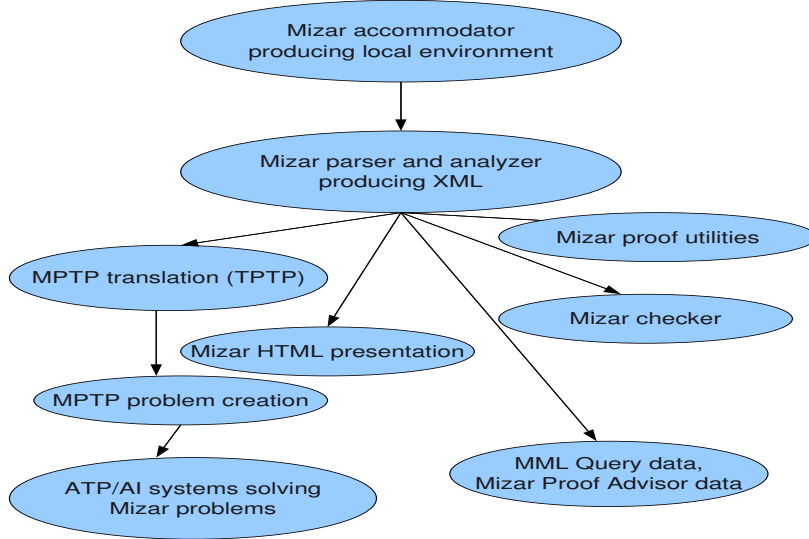 Mizar accommodator
producing local environment
Mizar parser and analyzer
producing XML
Mizar proof utilities
MPTP translation (TPTP)
Mizar checker
Mizar HTML presentation
MPTP problem creation
MML Query data,
Mizar Proof Advisor data
ATP/AI systems solving
Mizar problems